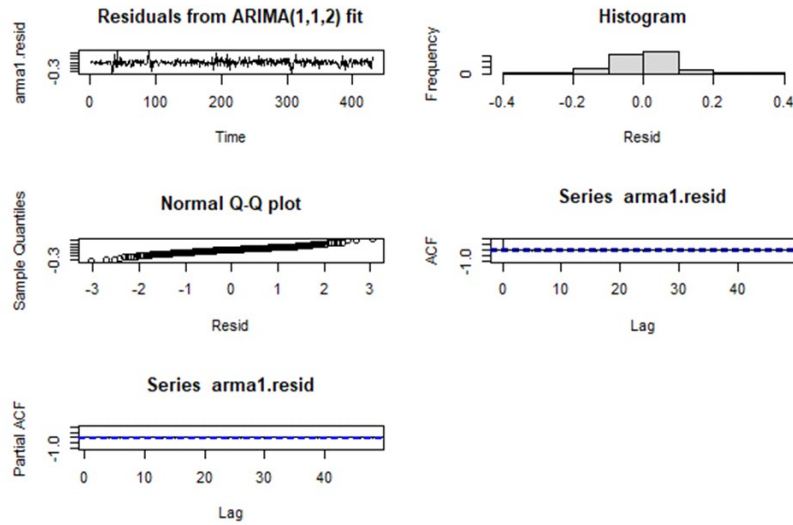 Residuals from ARIMA(1,1,2) fit
arma1.resid
-0.3
0 100 200 300 400
Time
Histogram
Frequency
0
-0.4 -0.2 0.0 0.2 0.4
Resid
Normal Q-Q plot
Sample Quantiles
-0.3
-3 -2 -1 0 1 2 3
Resid
Series arma1.resid
ACF
-1.0
0 10 20 30 40
Lag
Series arma1.resid
Partial ACF
-1.0
0 10 20 30 40
Lag